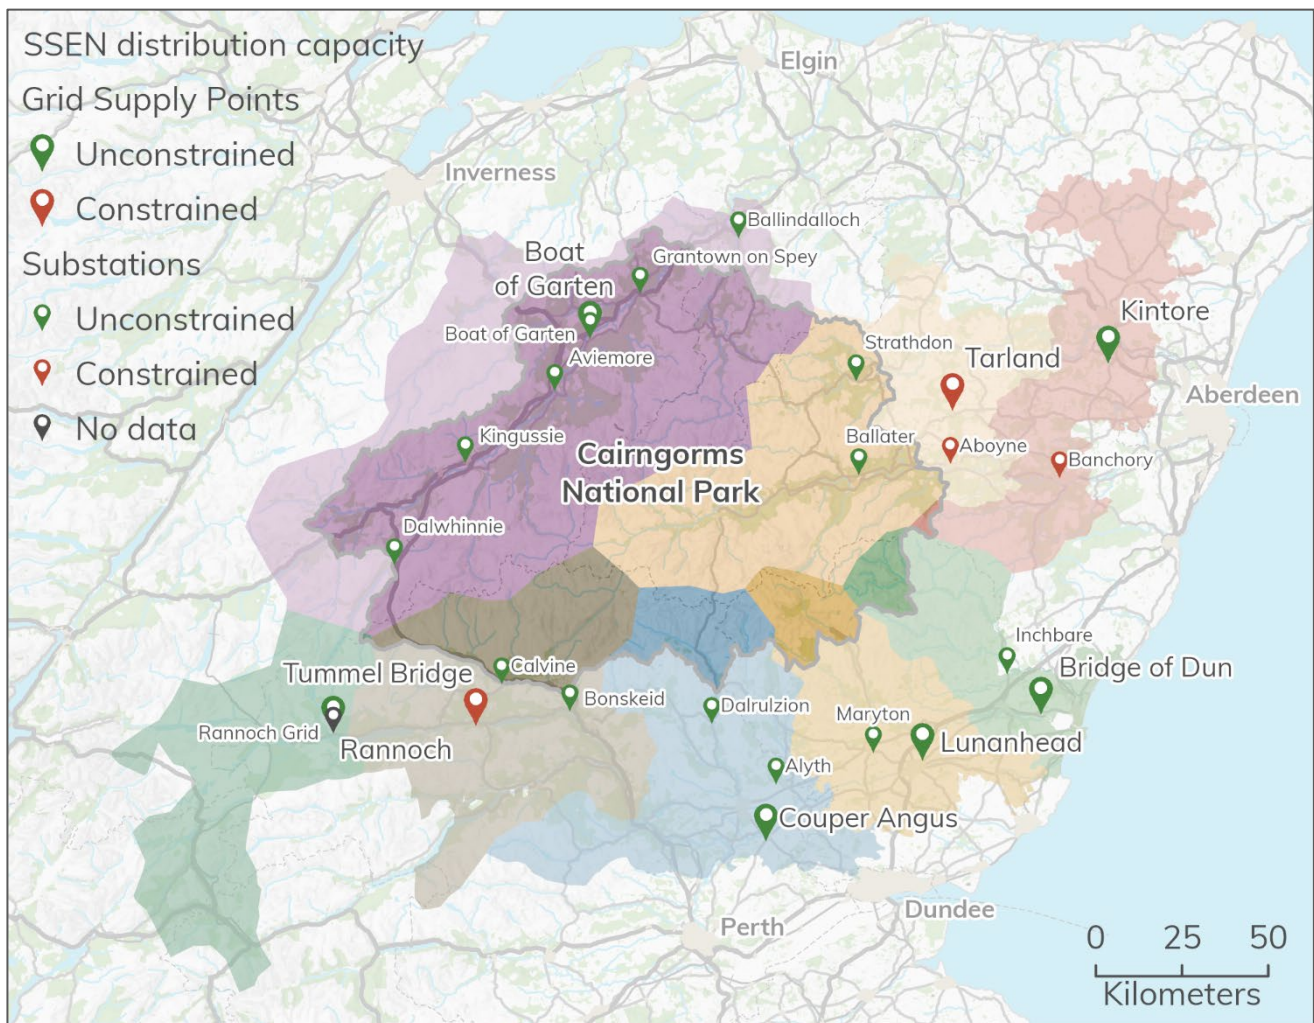 SSEN distribution capacity
Grid Supply Points
Unconstrained
Constrained
Substations
Unconstrained
Constrained
No data
Elgin
Inverness
Ballindalloch
Boat
of Garten
Grantown on Spey
Boat of Garten
Aviemore
Strathdon
Tarland
Kintore
Aberdeen
Kingussie
Cairngorms
National Park
Ballater
Aboyne
Banchory
Dalwhinnie
Inchbare
Tummel Bridge
Calvine
Bridge of Dun
Bonskeid
Dalrulzion
Maryton
Rannoch Grid
Rannoch
Lunanhead
Alyth
Couper Angus
Dundee
Perth
0 25 50
Kilometers